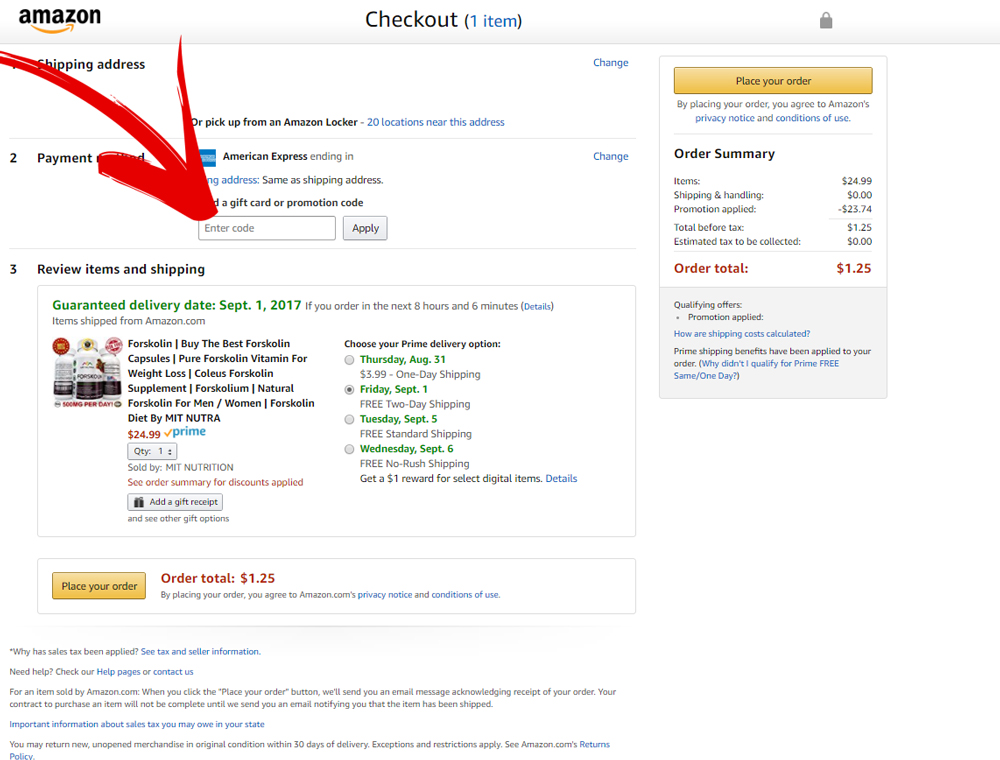 amazon
Checkout (1 item)
Shipping address
Change
Or pick up from an Amazon Locker - 20 locations near this address
2 Payment method
American Express ending in
Change
address: Same as shipping address.
a gift card or promotion code
Enter code
Apply
3 Review items and shipping
Guaranteed delivery date: Sept. 1, 2017 If you order in the next 8 hours and 6 minutes (Details)
Items shipped from Amazon.com
FORSKOLIN
500MG PER DAY!
Forskolin | Buy The Best Forskolin
Capsules | Pure Forskolin Vitamin For
Weight Loss | Coleus Forskolin
Supplement | Forskolium | Natural
Forskolin For Men / Women | Forskolin
Diet By MIT NUTRA
$24.99 prime
Qty: 1
Sold by: MIT NUTRITION
See order summary for discounts applied
Add a gift receipt
and see other gift options
Choose your Prime delivery option:
Thursday, Aug. 31
$3.99 - One-Day Shipping
Friday, Sept. 1
FREE Two-Day Shipping
Tuesday, Sept. 5
FREE Standard Shipping
Wednesday, Sept. 6
FREE No-Rush Shipping
Get a $1 reward for select digital items. Details
Place your order
Order total: $1.25
By placing your order, you agree to Amazon.com's privacy notice and conditions of use.
*Why has sales tax been applied? See tax and seller information.
Need help? Check our Help pages or contact us
For an item sold by Amazon.com: When you click the "Place your order" button, we'll send you an email message acknowledging receipt of your order. Your
contract to purchase an item will not be complete until we send you an email notifying you that the item has been shipped.
Important information about sales tax you may owe in your state
You may return new, unopened merchandise in original condition within 30 days of delivery. Exceptions and restrictions apply. See Amazon.com's Returns
Policy.
Place your order
By placing your order, you agree to Amazon's
privacy notice and conditions of use.
Order Summary
Items: $24.99
Shipping & handling: $0.00
Promotion applied: -$23.74
Total before tax: $1.25
Estimated tax to be collected: $0.00
Order total: $1.25
Qualifying offers:
• Promotion applied:
How are shipping costs calculated?
Prime shipping benefits have been applied to your
order. (Why didn't I qualify for Prime FREE
Same/One Day?)